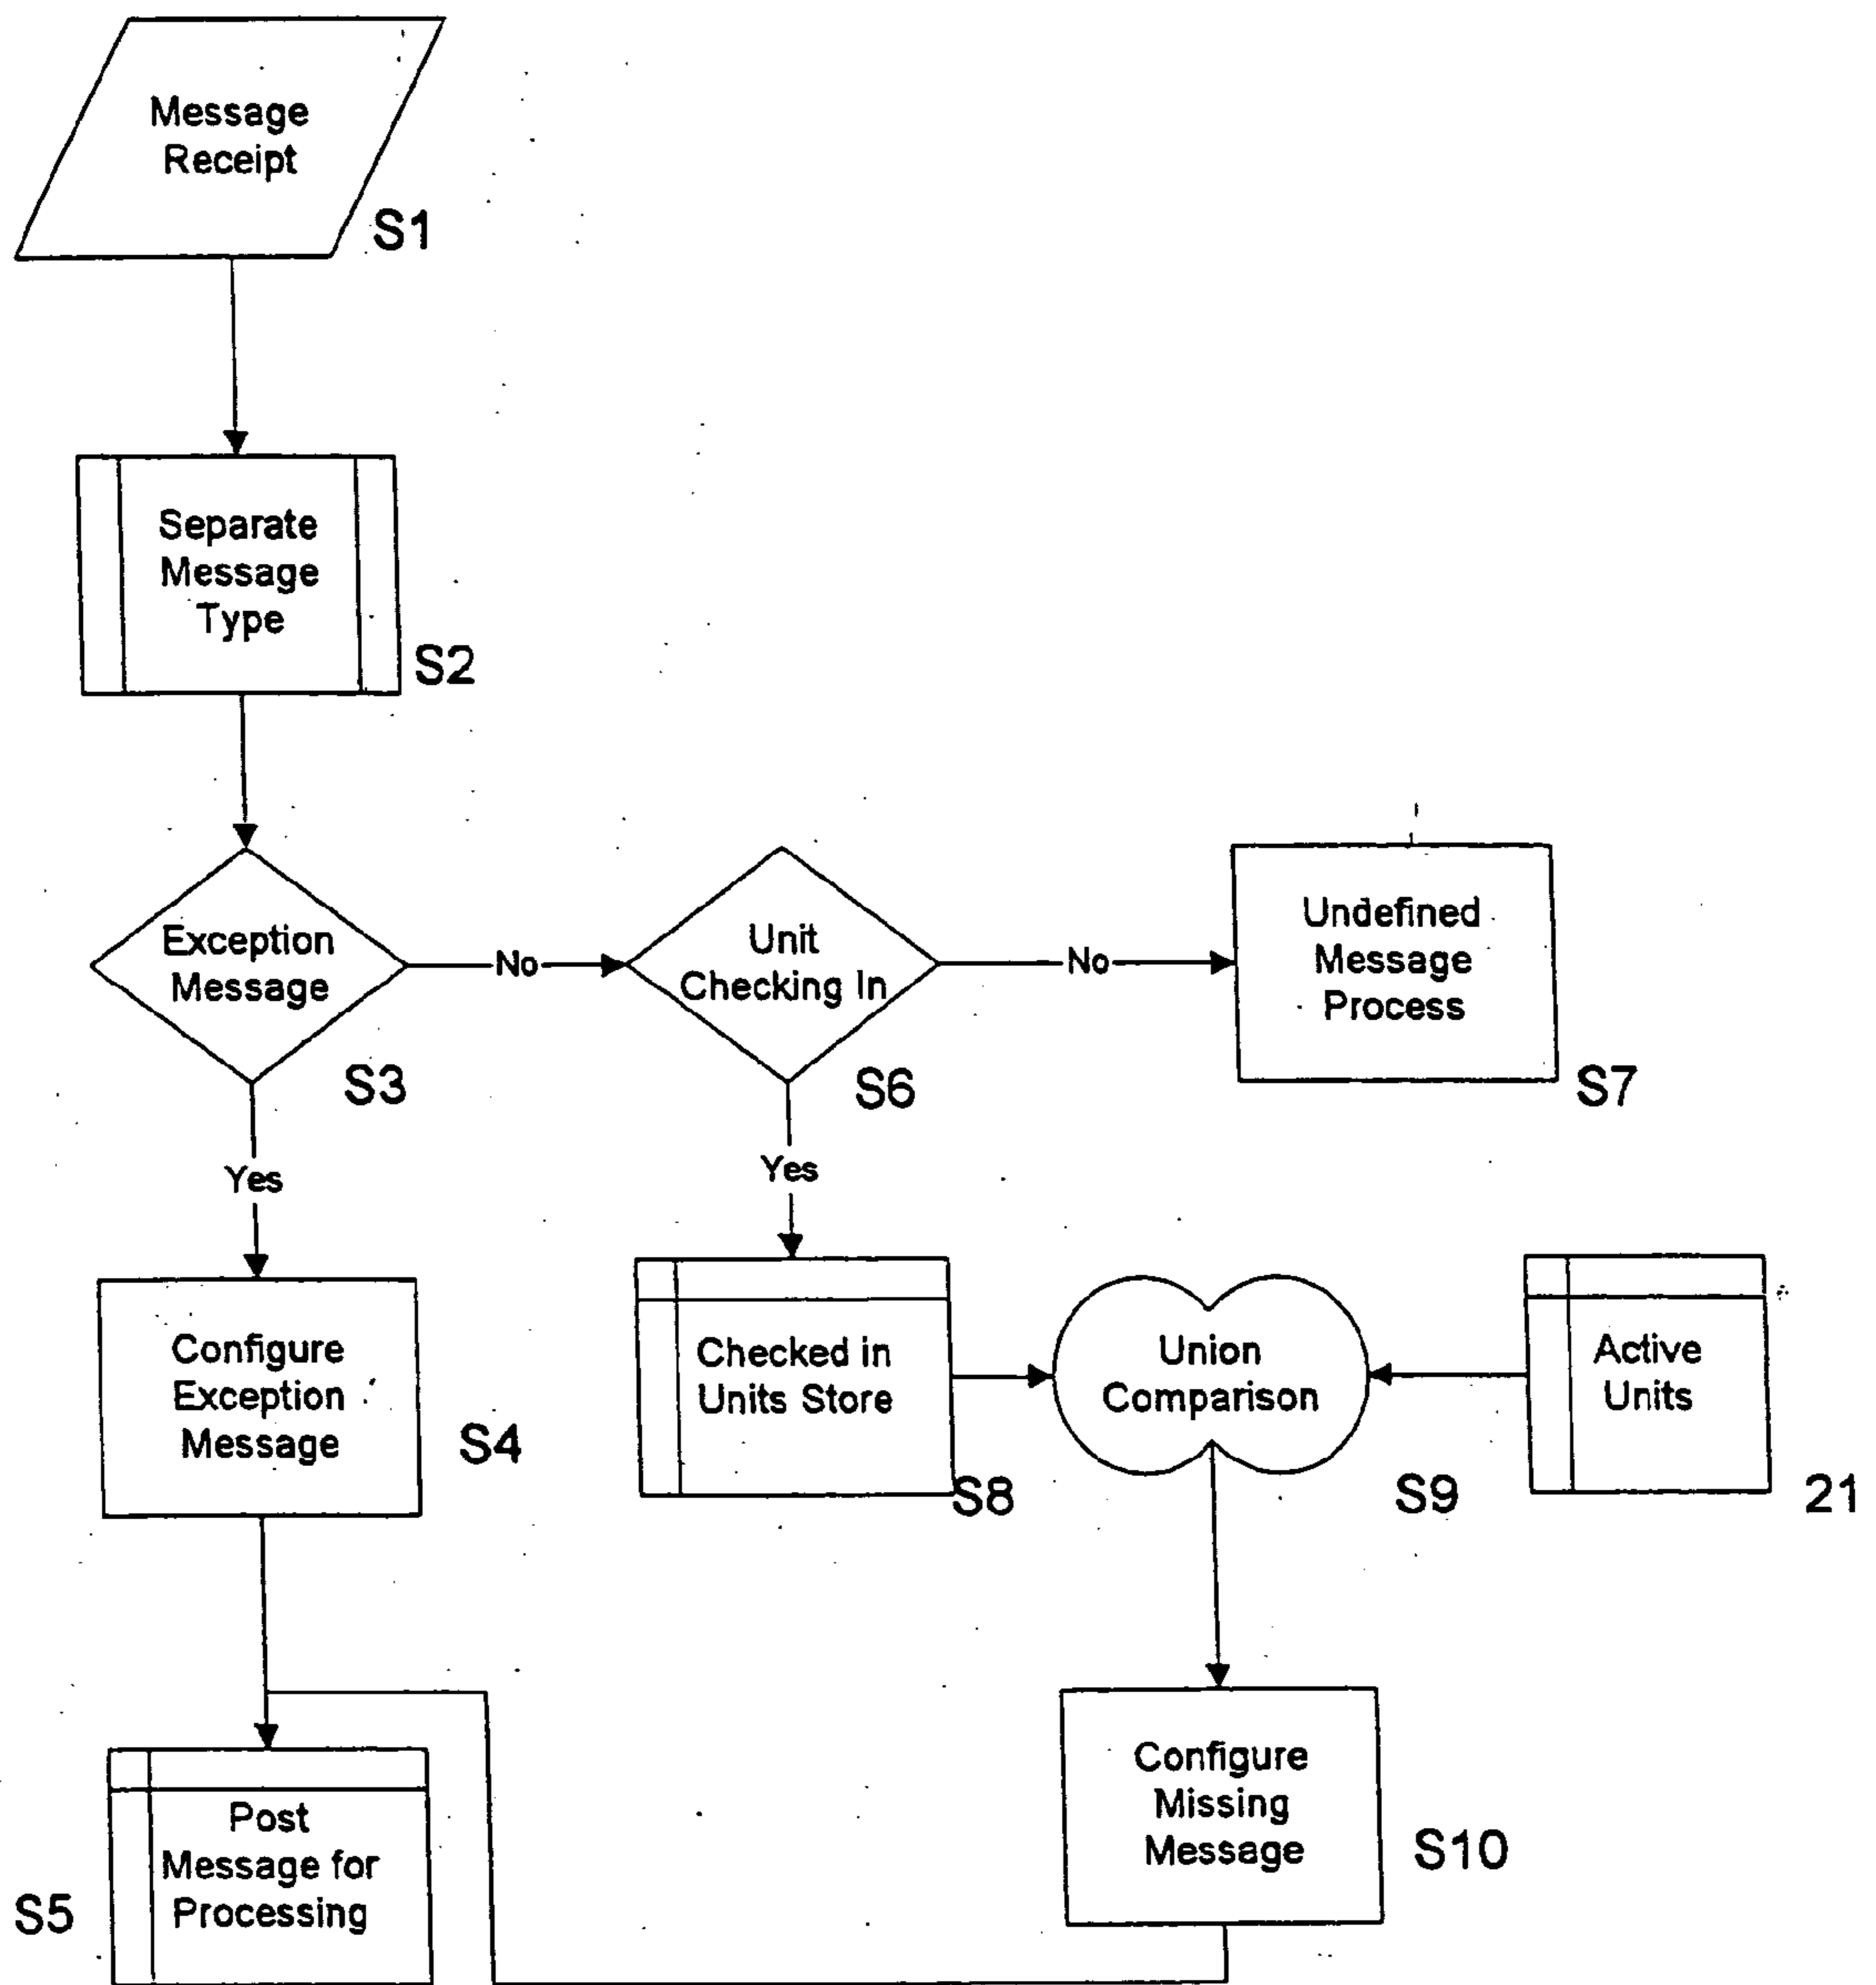 Message
Receipt
S1
Separate
Message
Type
S2
Exception
Message
S3
No
Unit
Checking In
S6
No
Undefined
Message
Process
S7
Yes
Yes
Configure
Exception
Message
S4
Checked in
Units Store
S8
Union
Comparison
S9
Active
Units
21
Post
Message for
Processing
S5
Configure
Missing
Message
S10